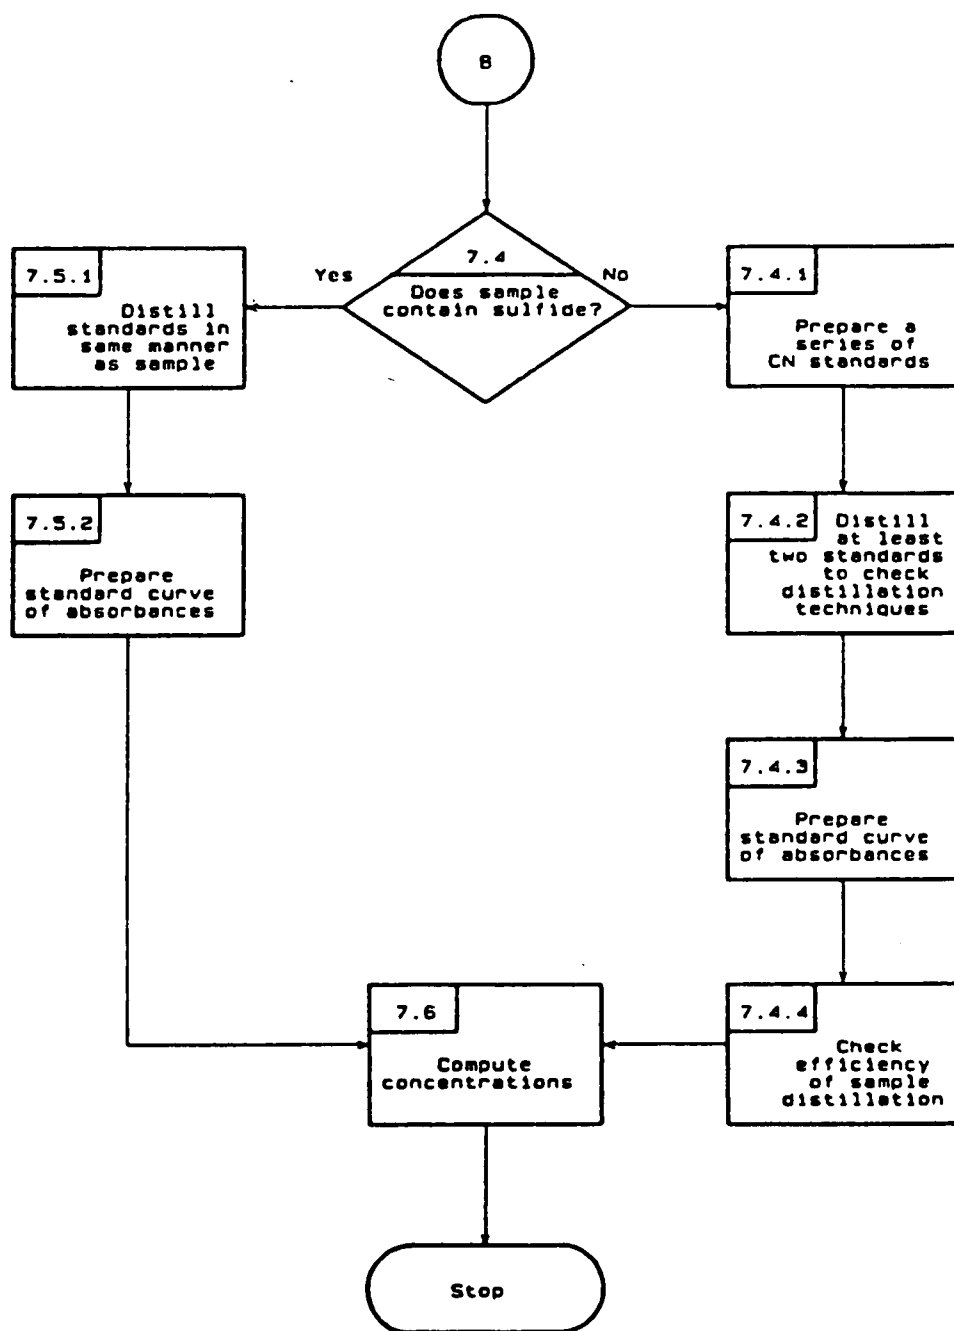 B
7.4
Does sample
contain sulfide?
Yes
No
7.5.1
Distill
standards in
same manner
as sample
7.4.1
Prepare a
series of
CN standards
7.5.2
Prepare
standard curve
of absorbances
7.4.2
Distill
at least
two standards
to check
distillation
techniques
7.4.3
Prepare
standard curve
of absorbances
7.4.4
Check
efficiency
of sample
distillation
7.6
Compute
concentrations
Stop